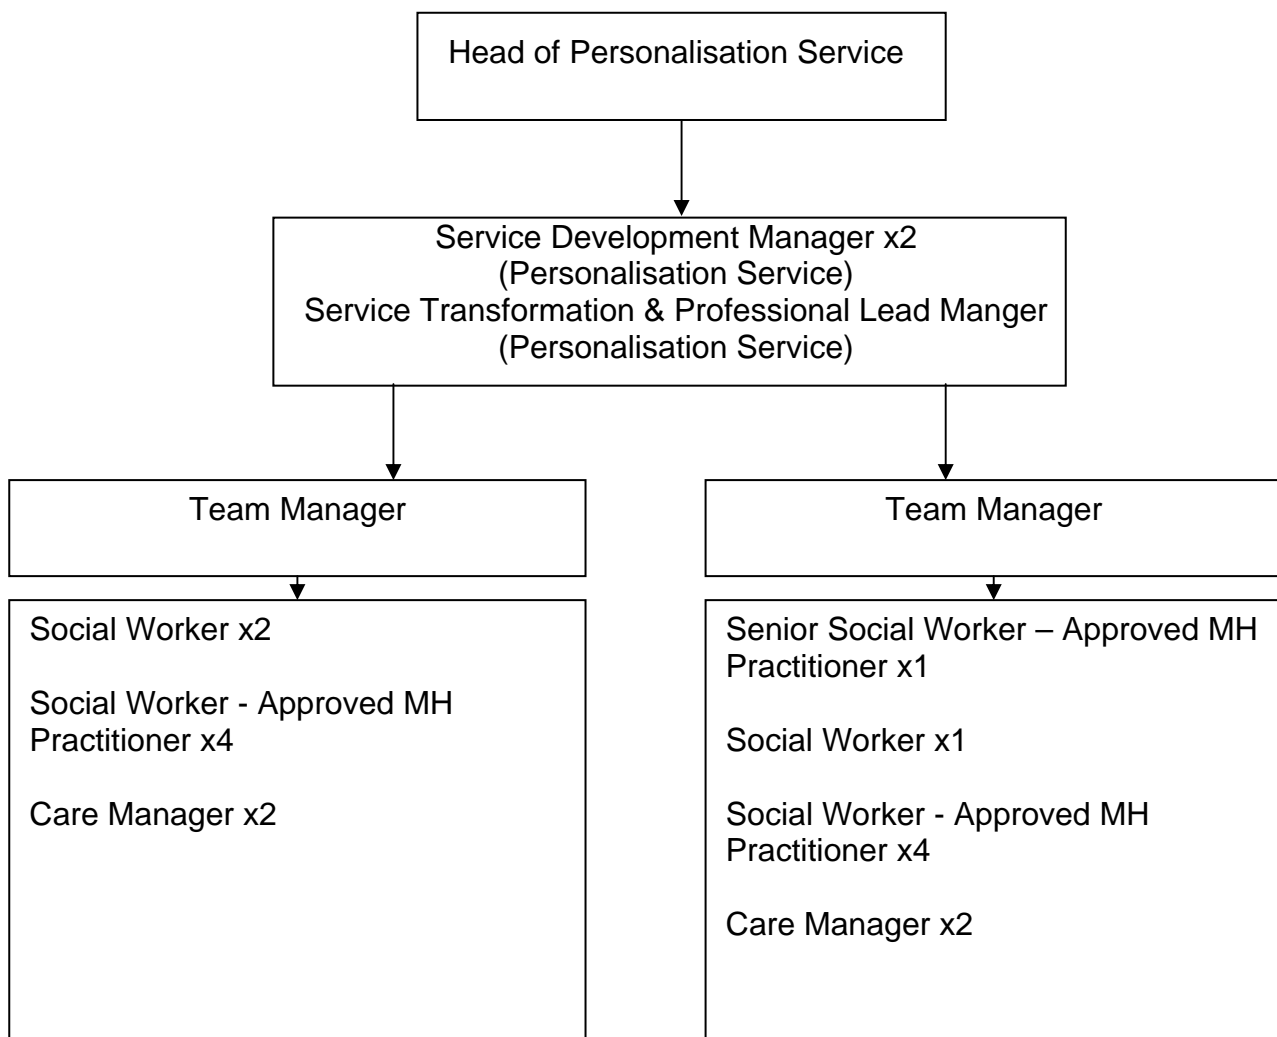 Head of Personalisation Service
Service Development Manager x2
(Personalisation Service)
Service Transformation & Professional Lead Manger
(Personalisation Service)
Team Manager
Social Worker x2
Social Worker - Approved MH
Practitioner x4
Care Manager x2
Team Manager
Senior Social Worker – Approved MH
Practitioner x1
Social Worker x1
Social Worker - Approved MH
Practitioner x4
Care Manager x2